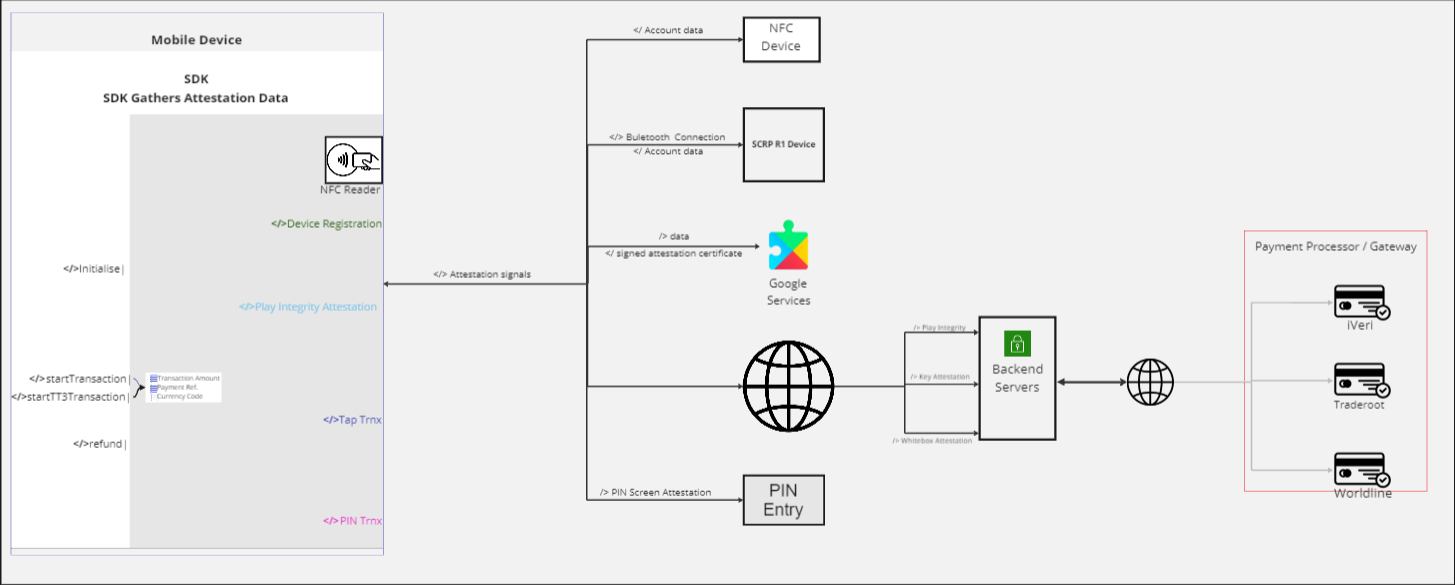 Mobile Device
SDK
SDK Gathers Attestation Data
NFC Reader
</>Device Registration
</>Initialise|
</>Play Integrity Attestation
</>startTransaction|
</>startTT3Transaction|
Transaction Amount
Payment Ref.
Currency Code
</>Tap Trnx
</>refund|
</>PIN Trnx
</> Attestation signals
</ Account data
NFC
Device
</> Buletooth Connection
</ Account data
SCRP R1 Device
/> data
</ signed attestation certificate
Google
Services
/> PIN Screen Attestation
PIN
Entry
/> Play Integrity
/> Key Attestation
/> Whitebox Attestation
Backend
Servers
Payment Processor / Gateway
iVeri
Traderoot
Worldline